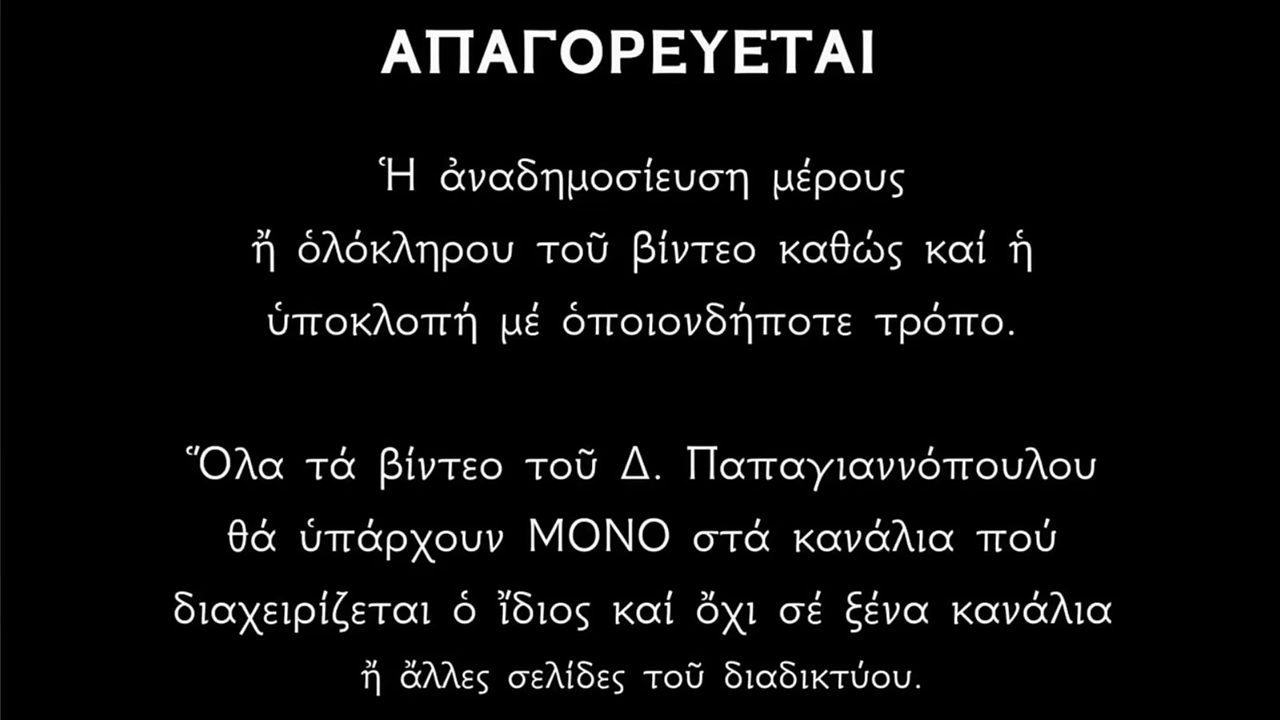 ΑΠΑΓΟΡΕΥΕΤΑΙ
Ἡ ἀναδημοσίευση μέρους
ἤ ὁλόκληρου τοῦ βίντεο καθώς καί ἡ
ὑποκλοπή μέ ὁποιονδήποτε τρόπο.
Ὅλα τά βίντεο τοῦ Δ. Παπαγιαννόπουλου
θά ὑπάρχουν ΜΟΝΟ στά κανάλια πού
διαχειρίζεται ὁ ἴδιος καί ὄχι σέ ξένα κανάλια
ἤ ἄλλες σελίδες τοῦ διαδικτύου.